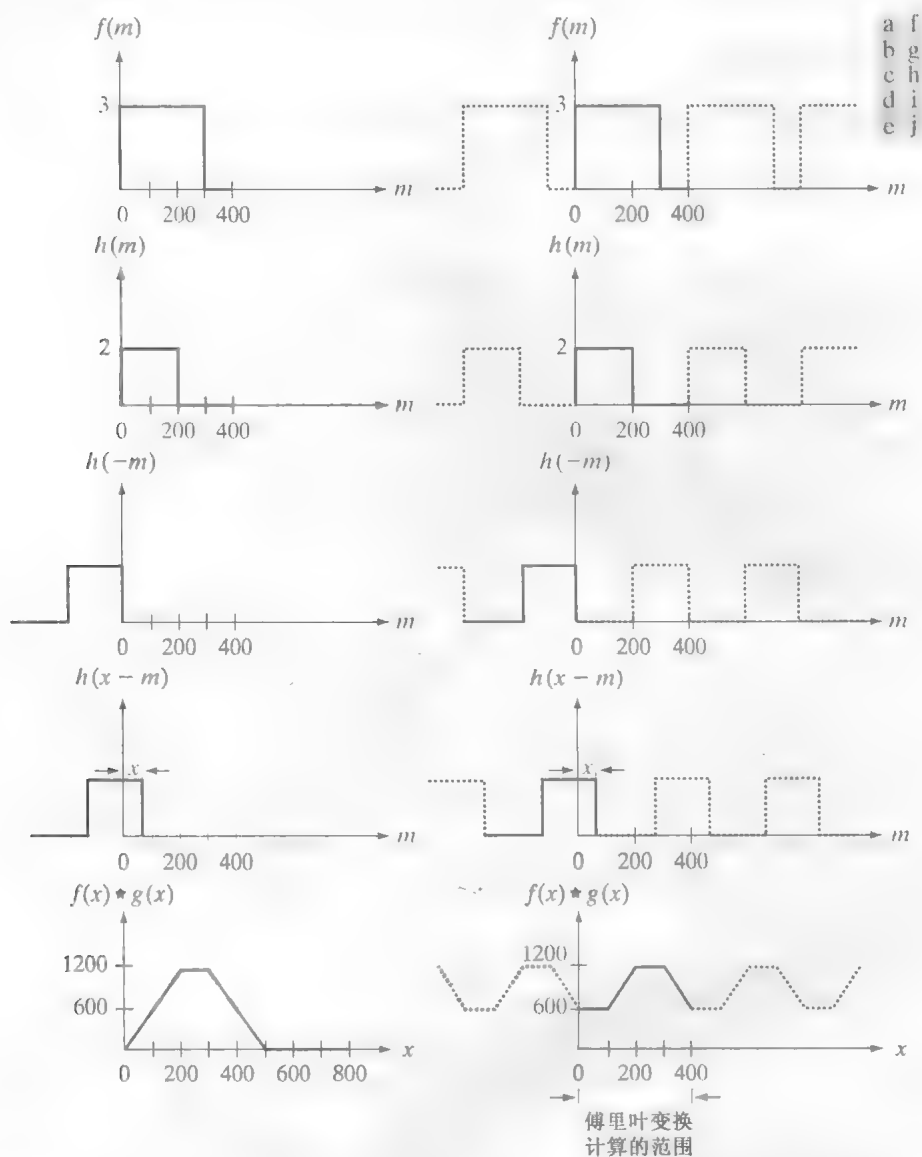 f(m) f(m)
a f
b g
c h
d i
e j
3 3
m m
0 200 400 0 200 400
h(m) h(m)
2 2
m m
0 200 400 0 200 400
h(−m) h(−m)
m m
0 200 400 0 200 400
h(x − m) h(x − m)
x x
m m
0 200 400 0 200 400
f(x) ★ g(x) f(x) ★ g(x)
1200 1200
600 600
x x
0 200 400 600 800 0 200 400
傅里叶变换
计算的范围